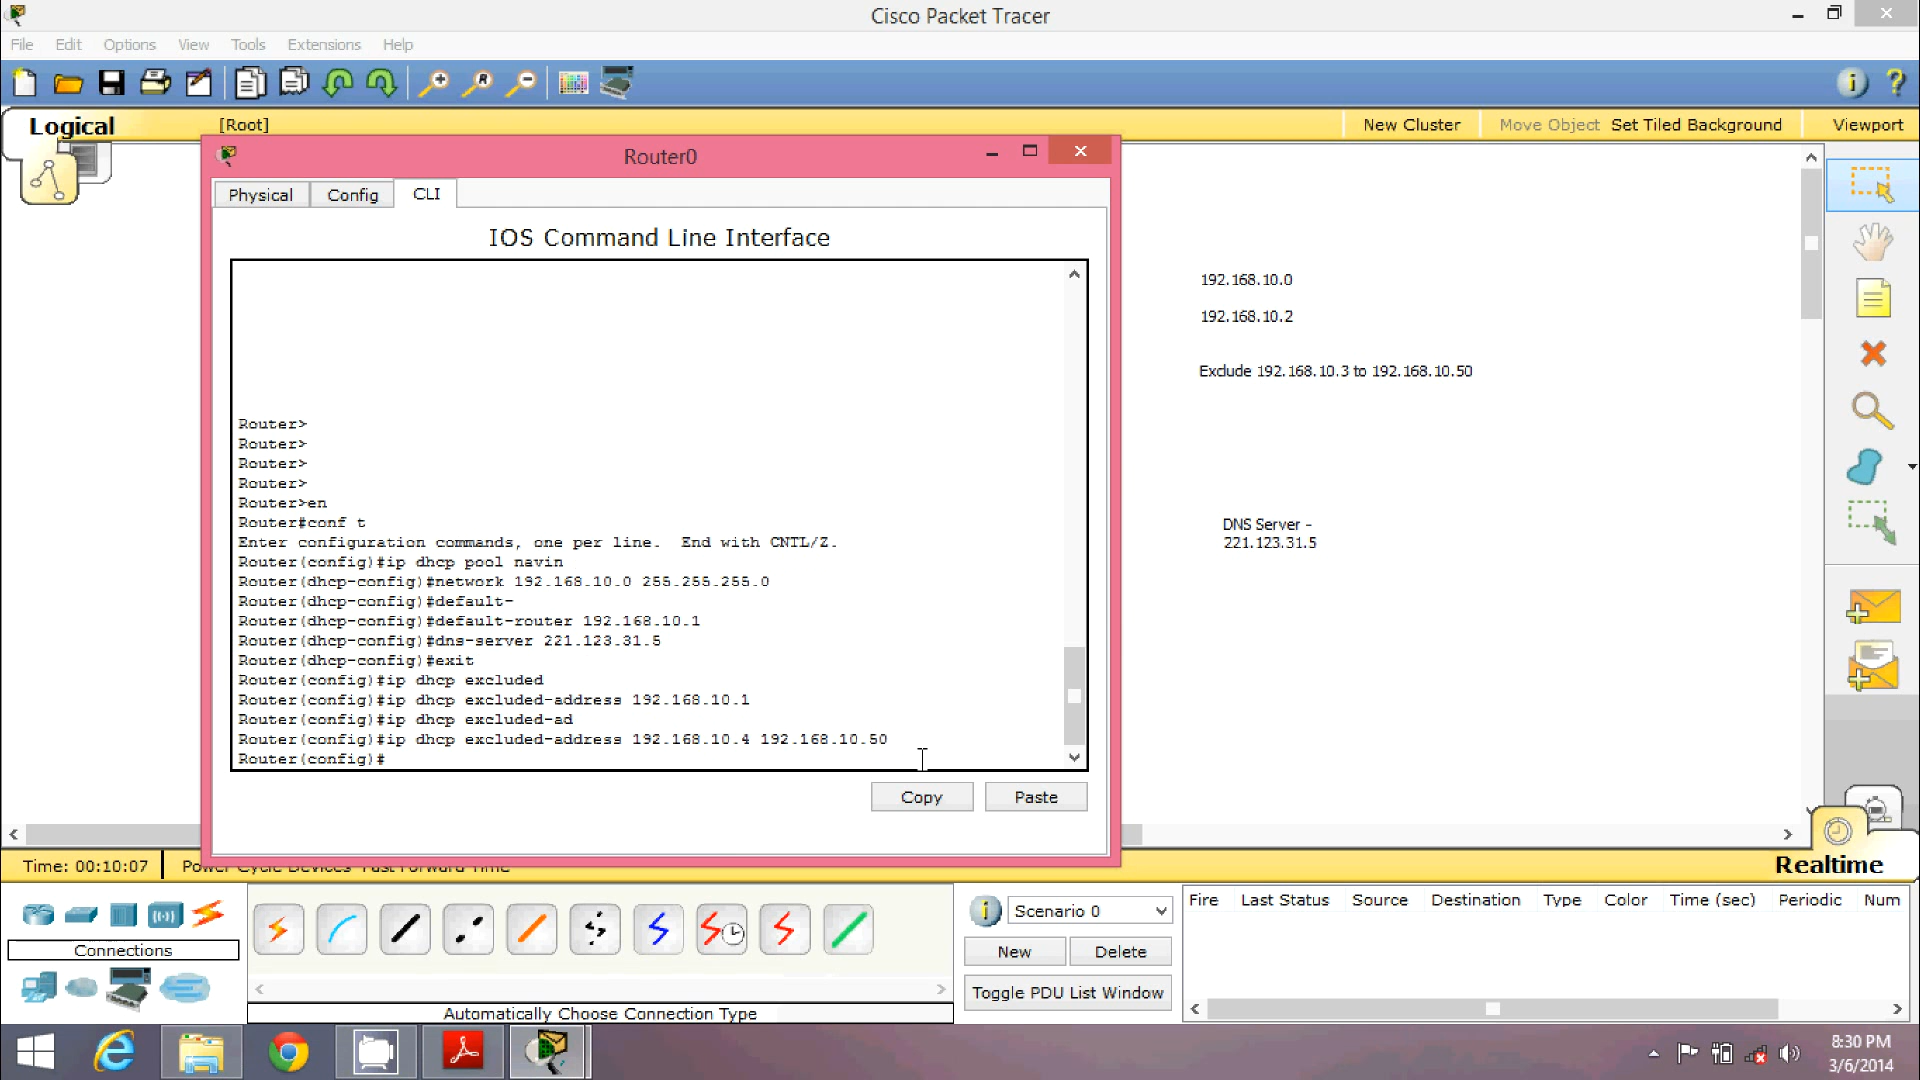 Cisco Packet Tracer
File Edit Options View Tools Extensions Help
Logical [Root] New Cluster Move Object Set Tiled Background Viewport
Router0
Physical Config CLI
IOS Command Line Interface
Router>
Router>
Router>
Router>
Router>en
Router#conf t
Enter configuration commands, one per line. End with CNTL/Z.
Router(config)#ip dhcp pool navin
Router(dhcp-config)#network 192.168.10.0 255.255.255.0
Router(dhcp-config)#default-
Router(dhcp-config)#default-router 192.168.10.1
Router(dhcp-config)#dns-server 221.123.31.5
Router(dhcp-config)#exit
Router(config)#ip dhcp excluded
Router(config)#ip dhcp excluded-address 192.168.10.1
Router(config)#ip dhcp excluded-ad
Router(config)#ip dhcp excluded-address 192.168.10.4 192.168.10.50
Router(config)#
Copy Paste
192.168.10.0
192.168.10.2
Exclude 192.168.10.3 to 192.168.10.50
DNS Server -
221.123.31.5
Time: 00:10:07 Power Cycle Devices Fast Forward Time
Realtime
Connections
Automatically Choose Connection Type
Scenario 0
New Delete
Toggle PDU List Window
Fire Last Status Source Destination Type Color Time (sec) Periodic Num
8:30 PM
3/6/2014